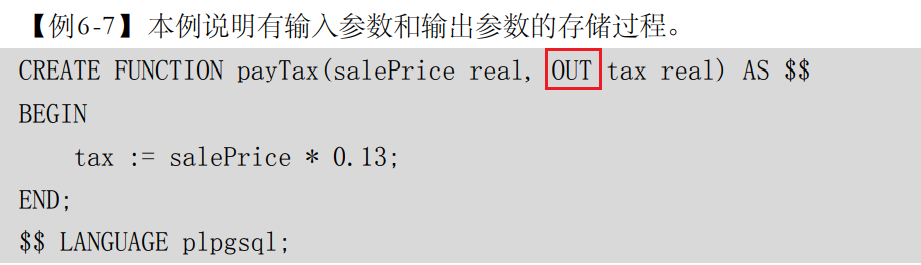 【例6-7】本例说明有输入参数和输出参数的存储过程。
CREATE FUNCTION payTax(salePrice real, OUT tax real) AS $$
BEGIN
    tax := salePrice * 0.13;
END;
$$ LANGUAGE plpgsql;